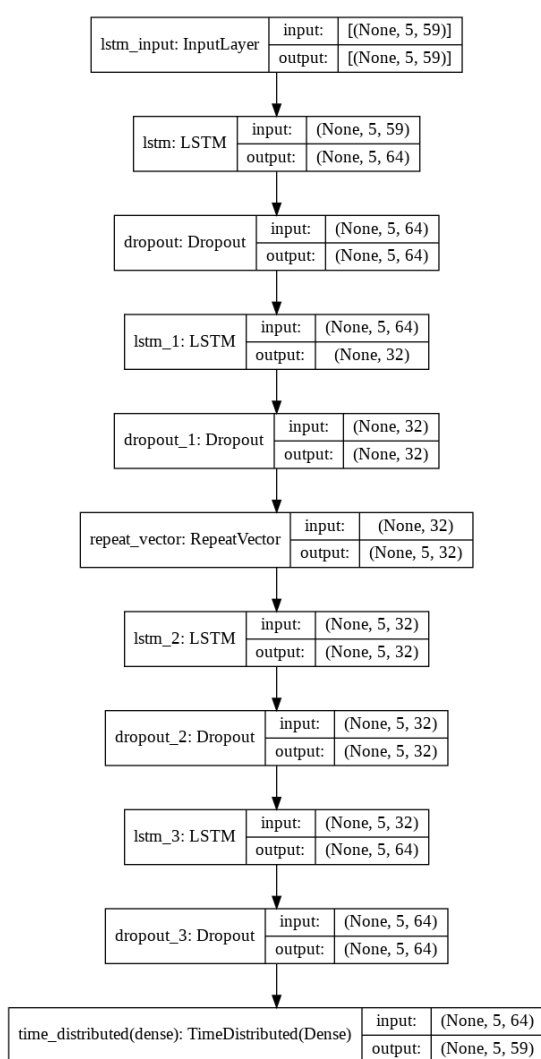 lstm_input: InputLayer input: [(None, 5, 59)]
output: [(None, 5, 59)]
lstm: LSTM input: (None, 5, 59)
output: (None, 5, 64)
dropout: Dropout input: (None, 5, 64)
output: (None, 5, 64)
lstm_1: LSTM input: (None, 5, 64)
output: (None, 32)
dropout_1: Dropout input: (None, 32)
output: (None, 32)
repeat_vector: RepeatVector input: (None, 32)
output: (None, 5, 32)
lstm_2: LSTM input: (None, 5, 32)
output: (None, 5, 32)
dropout_2: Dropout input: (None, 5, 32)
output: (None, 5, 32)
lstm_3: LSTM input: (None, 5, 32)
output: (None, 5, 64)
dropout_3: Dropout input: (None, 5, 64)
output: (None, 5, 64)
time_distributed(dense): TimeDistributed(Dense) input: (None, 5, 64)
output: (None, 5, 59)